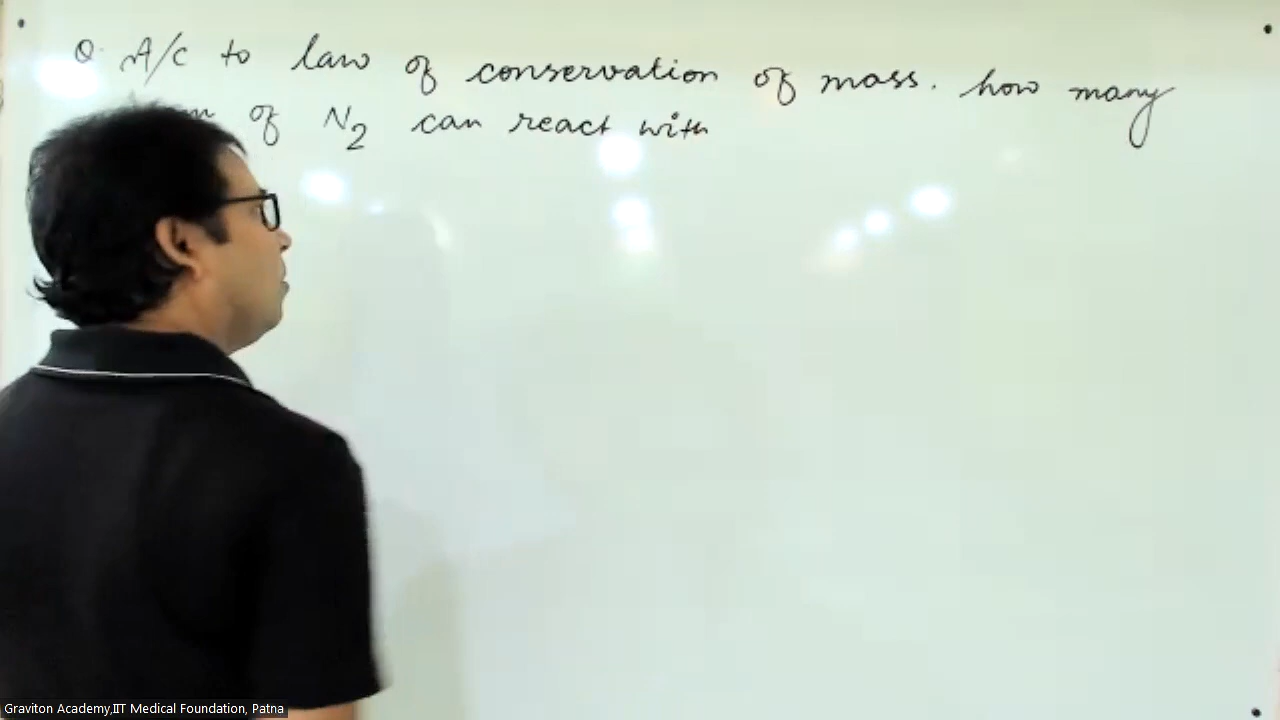 Q. A/c to law of conservation of mass. how many
of N2 can react with
Graviton Academy,IIT Medical Foundation, Patna